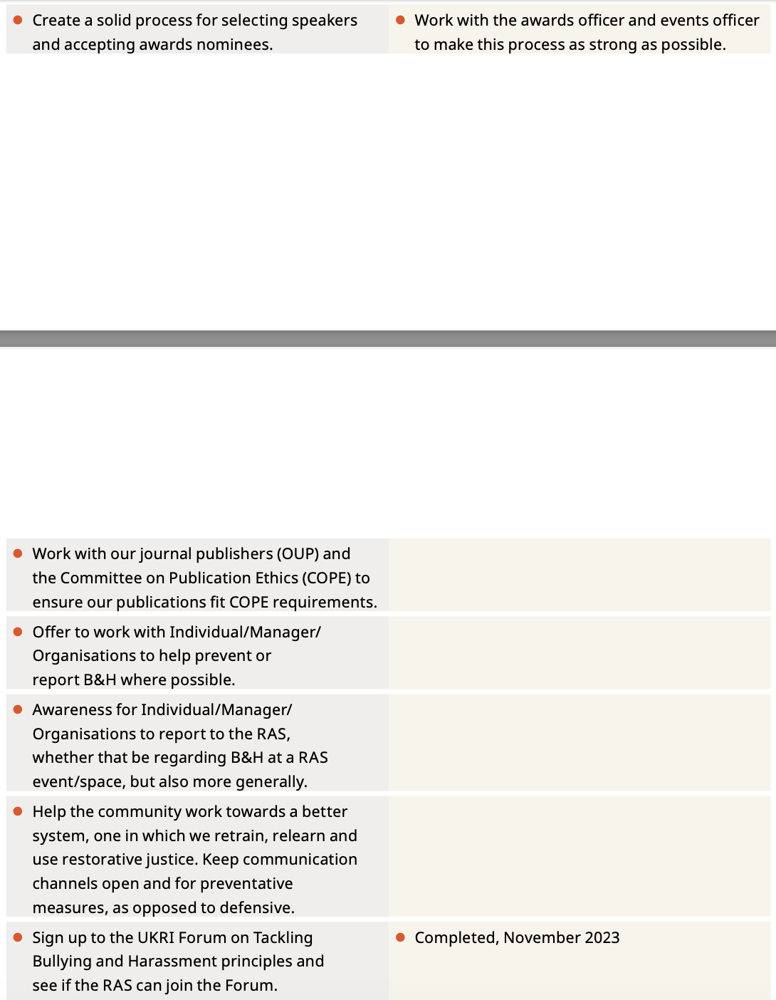 ● Create a solid process for selecting speakers
and accepting awards nominees.
● Work with the awards officer and events officer
to make this process as strong as possible.
● Work with our journal publishers (OUP) and
the Committee on Publication Ethics (COPE) to
ensure our publications fit COPE requirements.
● Offer to work with Individual/Manager/
Organisations to help prevent or
report B&H where possible.
● Awareness for Individual/Manager/
Organisations to report to the RAS,
whether that be regarding B&H at a RAS
event/space, but also more generally.
● Help the community work towards a better
system, one in which we retrain, relearn and
use restorative justice. Keep communication
channels open and for preventative
measures, as opposed to defensive.
● Sign up to the UKRI Forum on Tackling
Bullying and Harassment principles and
see if the RAS can join the Forum.
● Completed, November 2023